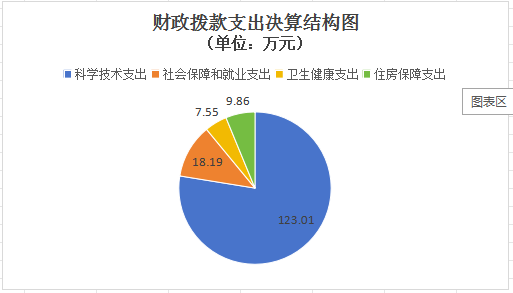 财政拨款支出决算结构图
（单位：万元）
科学技术支出 社会保障和就业支出 卫生健康支出 住房保障支出
图表区
9.86
7.55
18.19
123.01